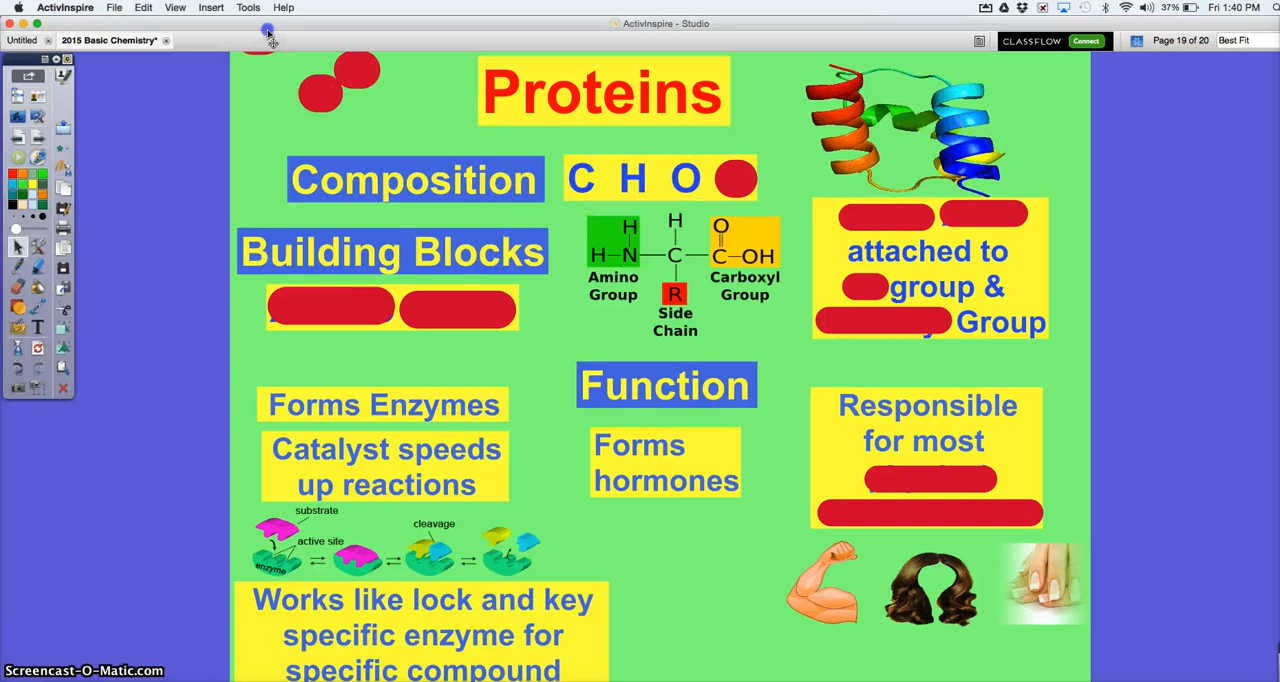 ActivInspire File Edit View Insert Tools Help
37% Fri 1:40 PM
ActivInspire - Studio
Untitled 2015 Basic Chemistry*
CLASSFLOW Connect Page 19 of 20 Best Fit
Proteins
Composition C H O
Building Blocks
H H O
H-N C C-OH
Amino Group
Carboxyl Group
R
Side Chain
attached to
group &
Group
Function
Forms Enzymes
Catalyst speeds
up reactions
Forms
hormones
Responsible
for most
substrate
active site
enzyme
cleavage
Works like lock and key
specific enzyme for
specific compound
T
Screencast-O-Matic.com